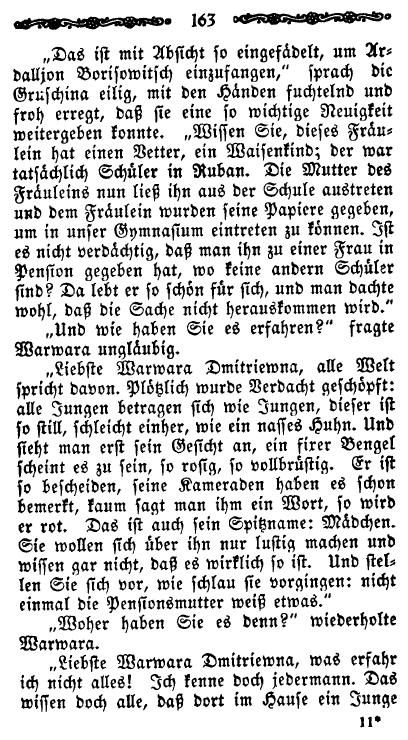 163
„Das ist mit Absicht so eingefädelt, um Ar-
dalljon Borisowitsch einzufangen,“ sprach die
Gruschina eilig, mit den Händen fuchtelnd und
froh erregt, daß sie eine so wichtige Neuigkeit
weitergeben konnte. „Wissen Sie, dieses Fräu-
lein hat einen Vetter, ein Waisenkind; der war
tatsächlich Schüler in Ruban. Die Mutter des
Fräuleins nun ließ ihn aus der Schule austreten
und dem Fräulein wurden seine Papiere gegeben,
um in unser Gymnasium eintreten zu können. Ist
es nicht verdächtig, daß man ihn zu einer Frau in
Pension gegeben hat, wo keine andern Schüler
sind? Da lebt er so schön für sich, und man dachte
wohl, daß die Sache nicht herauskommen wird.“
„Und wie haben Sie es erfahren?“ fragte
Warwara ungläubig.
„Liebste Warwara Dmitriewna, alle Welt
spricht davon. Plötzlich wurde Verdacht geschöpft:
alle Jungen betragen sich wie Jungen, dieser ist
so still, schleicht einher, wie ein nasses Huhn. Und
sieht man erst sein Gesicht an, ein fixer Bengel
scheint es zu sein, so rosig, so vollbrüstig. Er ist
so bescheiden, seine Kameraden haben es schon
bemerkt, kaum sagt man ihm ein Wort, so wird
er rot. Das ist auch sein Spitzname: Mädchen.
Sie wollen sich über ihn nur lustig machen und
wissen gar nicht, daß es wirklich so ist. Und stel-
len Sie sich vor, wie schlau sie vorgingen: nicht
einmal die Pensionsmutter weiß etwas.“
„Woher haben Sie es denn?“ wiederholte
Warwara.
„Liebste Warwara Dmitriewna, was erfahr
ich nicht alles! Ich kenne doch jedermann. Das
wissen doch alle, daß dort im Hause ein Junge
11*